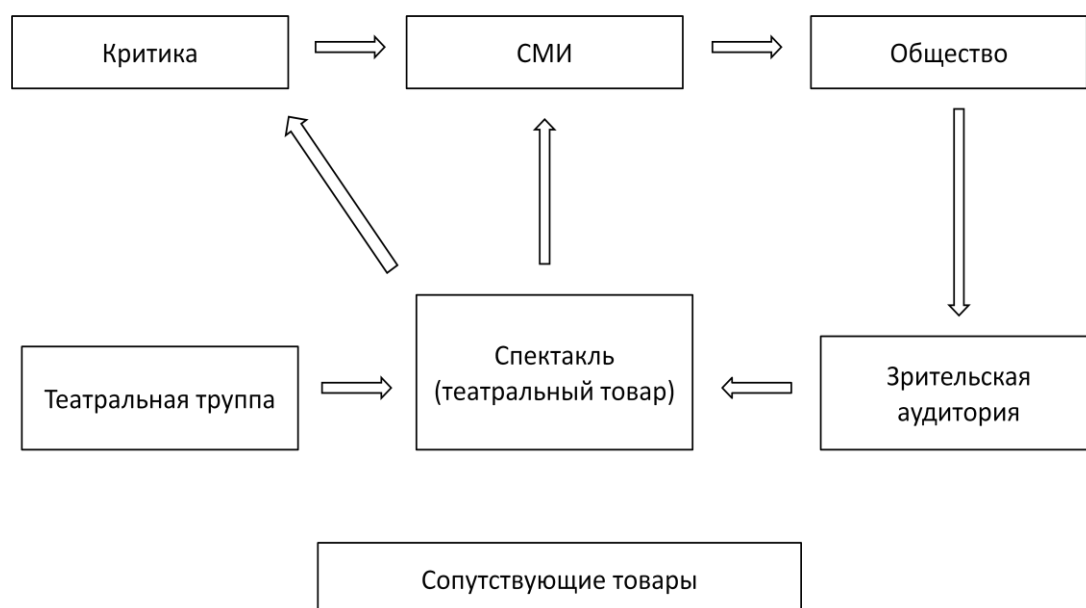 Критика
СМИ
Общество
Театральная труппа
Спектакль
(театральный товар)
Зрительская
аудитория
Сопутствующие товары